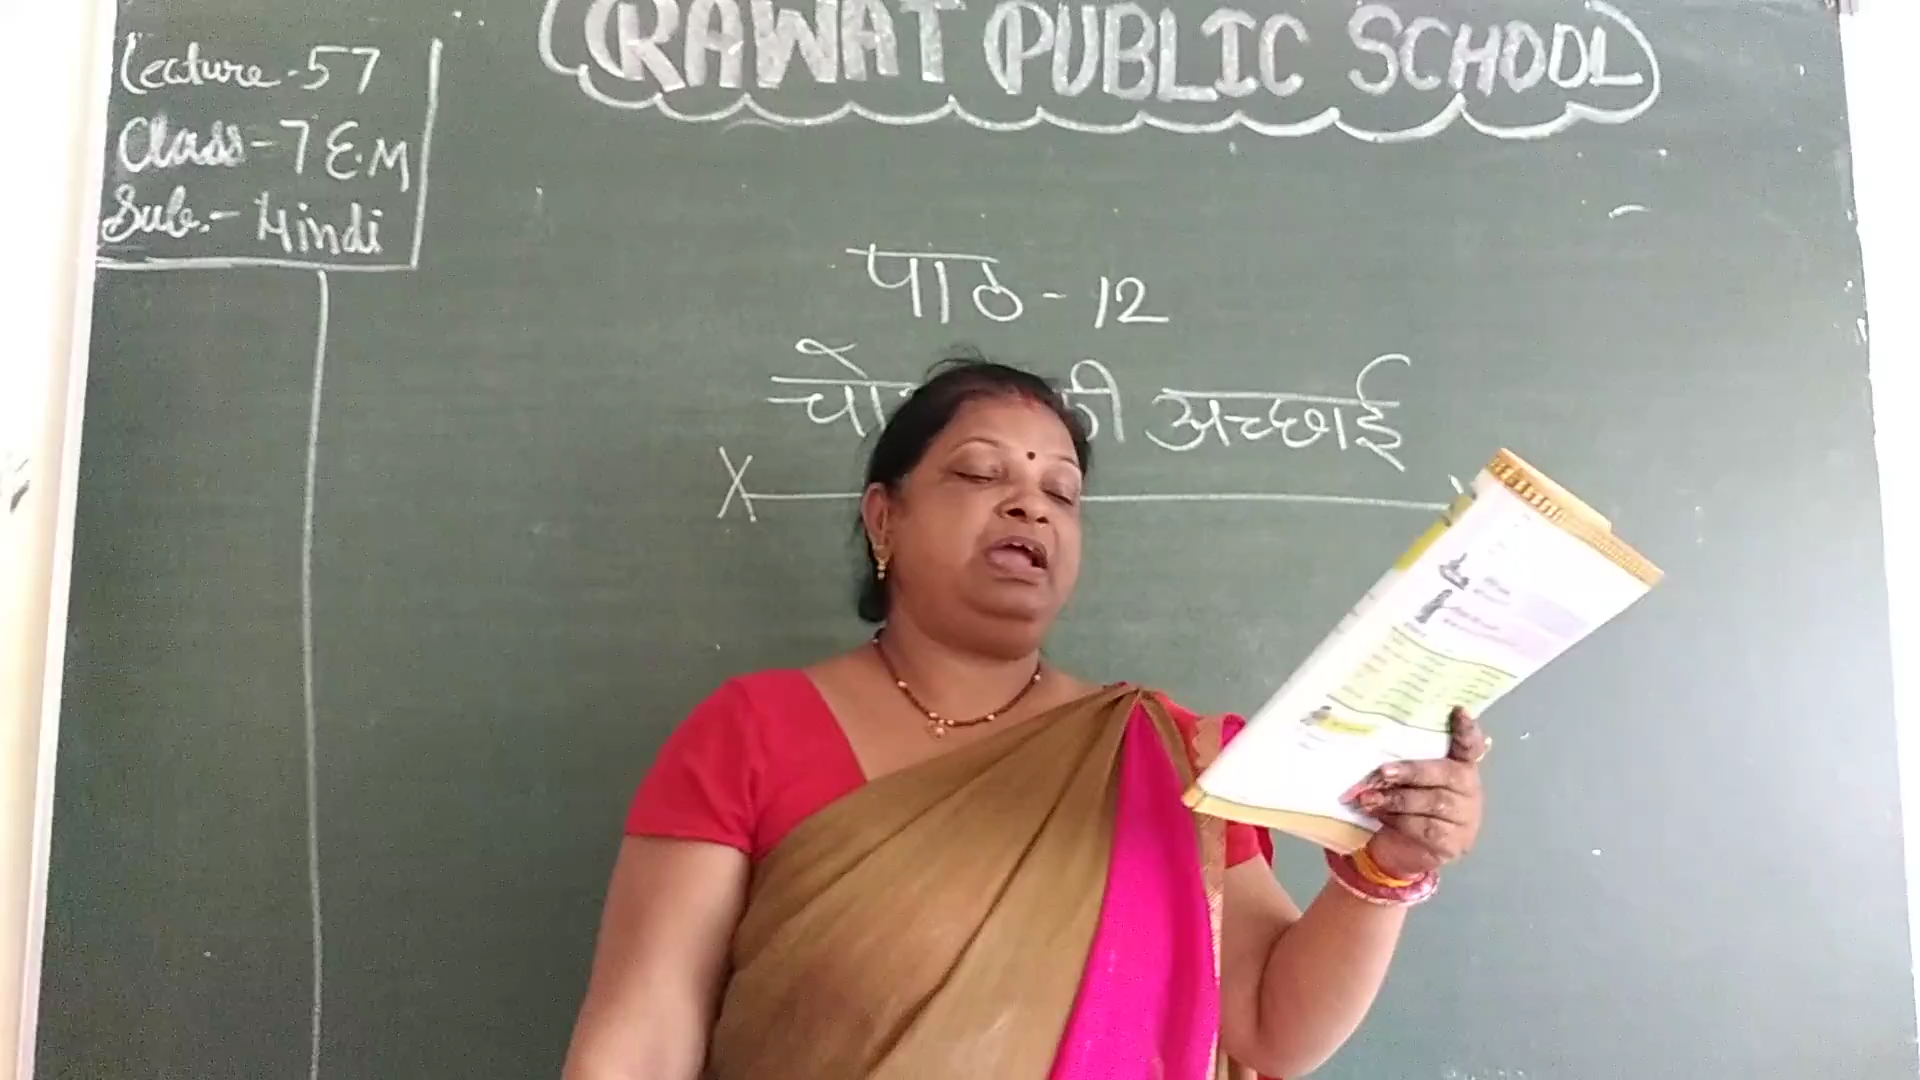 RAWAT PUBLIC SCHOOL
Lecture-57
Class-7 E.M
Sub.- Hindi
पाठ-12
की अच्छाई